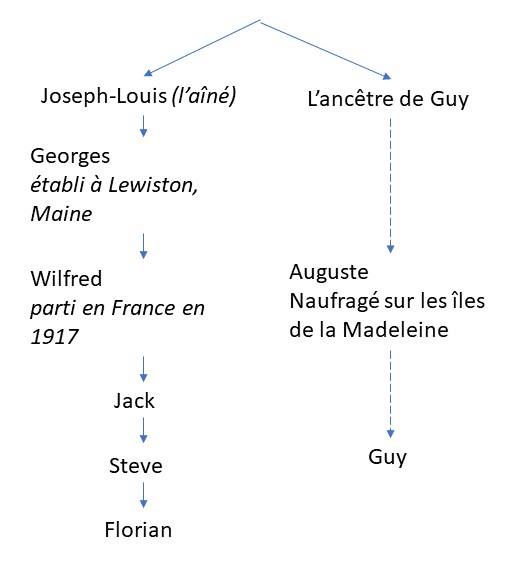 Joseph-Louis (l’aîné)
L’ancêtre de Guy
Georges
établi à Lewiston,
Maine
Wilfred
parti en France en
1917
Auguste
Naufragé sur les îles
de la Madeleine
Jack
Steve
Guy
Florian